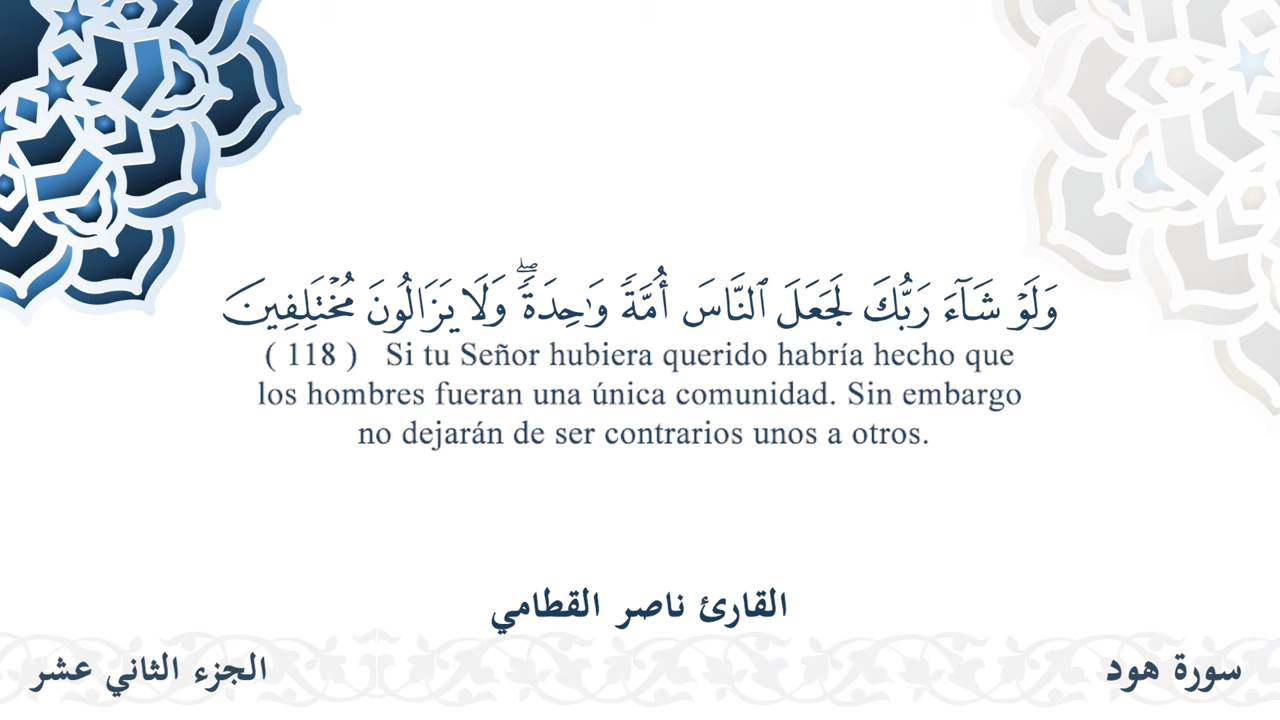 وَلَوْ شَآءَ رَبُّكَ لَجَعَلَ ٱلنَّاسَ أُمَّةً وَٰحِدَةً ۖ وَلَا يَزَالُونَ مُخْتَلِفِينَ
( 118 ) Si tu Señor hubiera querido habría hecho que
los hombres fueran una única comunidad. Sin embargo
no dejarán de ser contrarios unos a otros.
القارئ ناصر القطامي
سورة هود
الجزء الثاني عشر